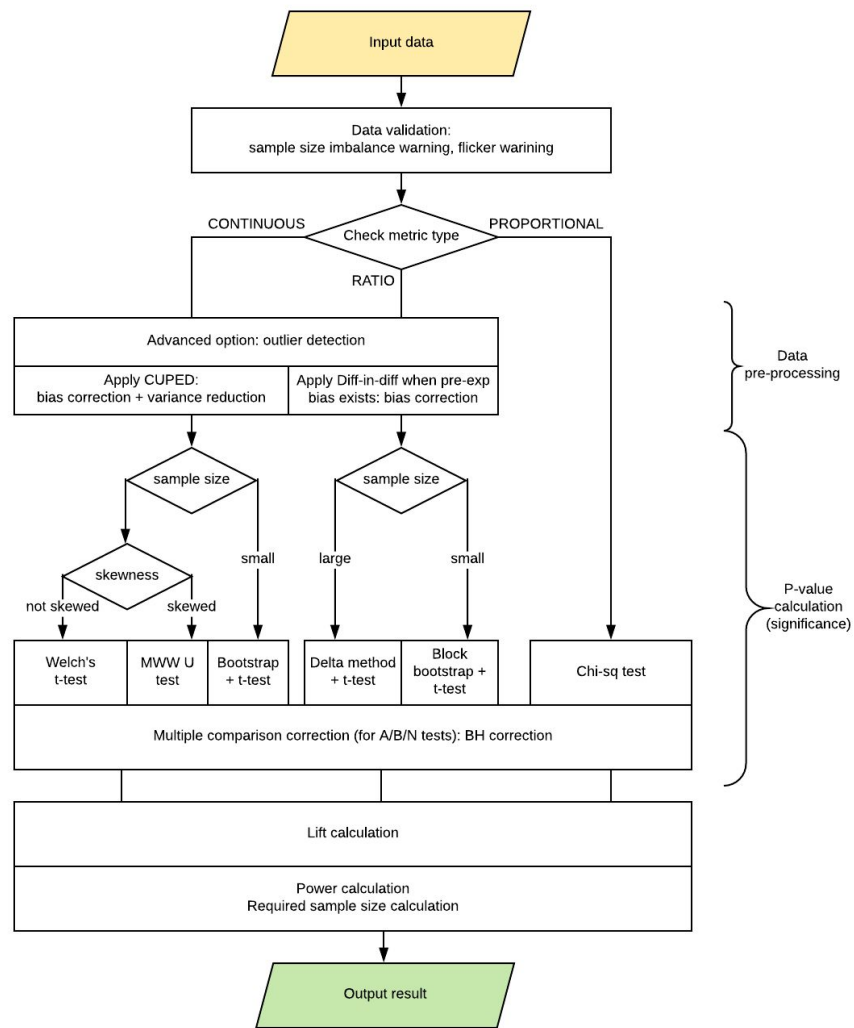 Input data
Data validation:
sample size imbalance warning, flicker warining
Check metric type
CONTINUOUS
PROPORTIONAL
RATIO
Advanced option: outlier detection
Apply CUPED:
bias correction + variance reduction
Apply Diff-in-diff when pre-exp
bias exists: bias correction
Data
pre-processing
sample size
sample size
small
large
small
skewness
not skewed
skewed
Welch's
t-test
MWW U
test
Bootstrap
+ t-test
Delta method
+ t-test
Block
bootstrap +
t-test
Chi-sq test
P-value
calculation
(significance)
Multiple comparison correction (for A/B/N tests): BH correction
Lift calculation
Power calculation
Required sample size calculation
Output result